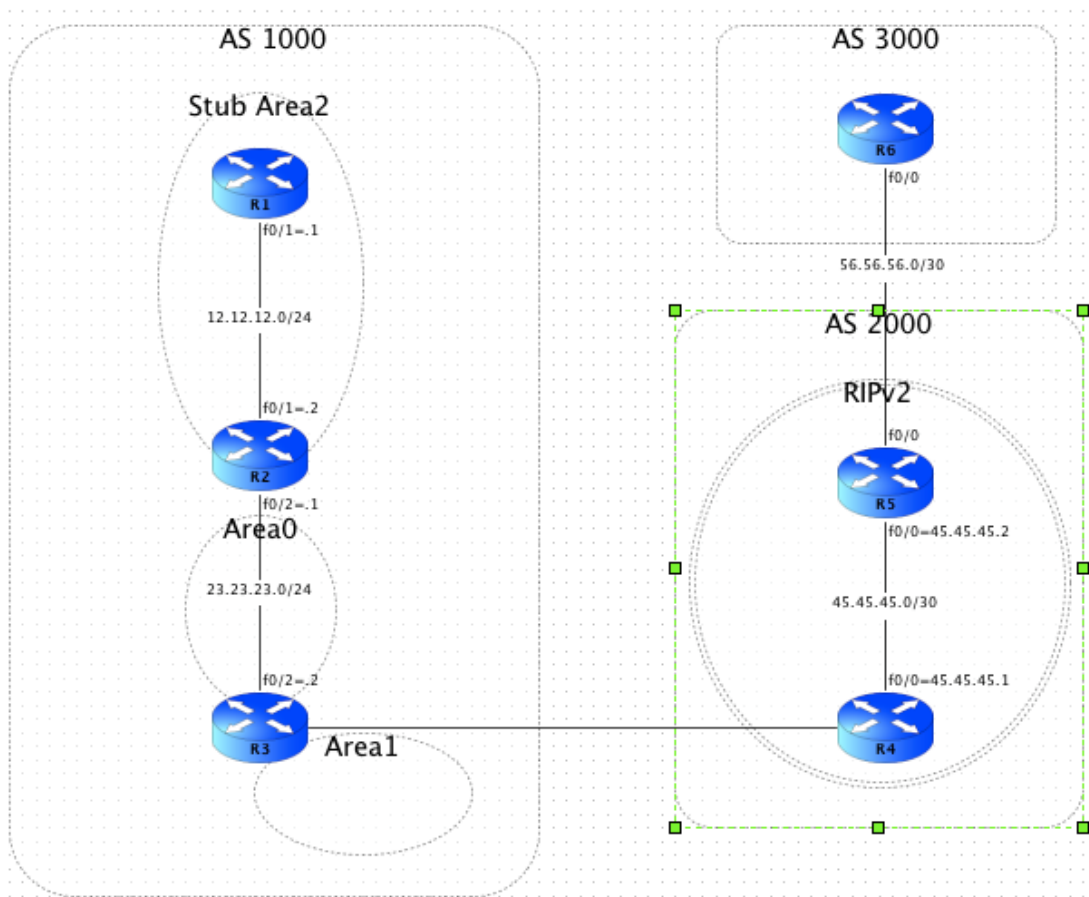 AS 1000
Stub Area2
R1
f0/1=.1
12.12.12.0/24
f0/1=.2
R2
f0/2=.1
Area0
23.23.23.0/24
f0/2=.2
R3
Area1
AS 3000
R6
f0/0
56.56.56.0/30
AS 2000
RIPv2
f0/0
R5
f0/0=45.45.45.2
45.45.45.0/30
f0/0=45.45.45.1
R4